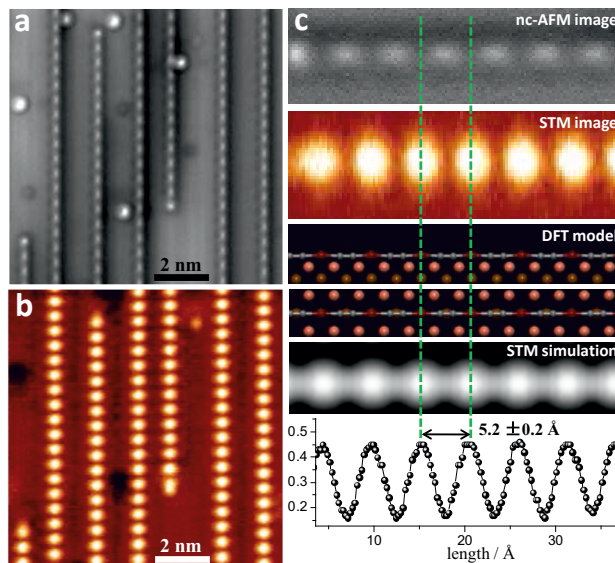 a
2 nm
b
2 nm
c
nc-AFM image
STM image
DFT model
STM simulation
5.2 ±0.2 Å
0.5
0.4
0.3
0.2
10
20
30
length / Å